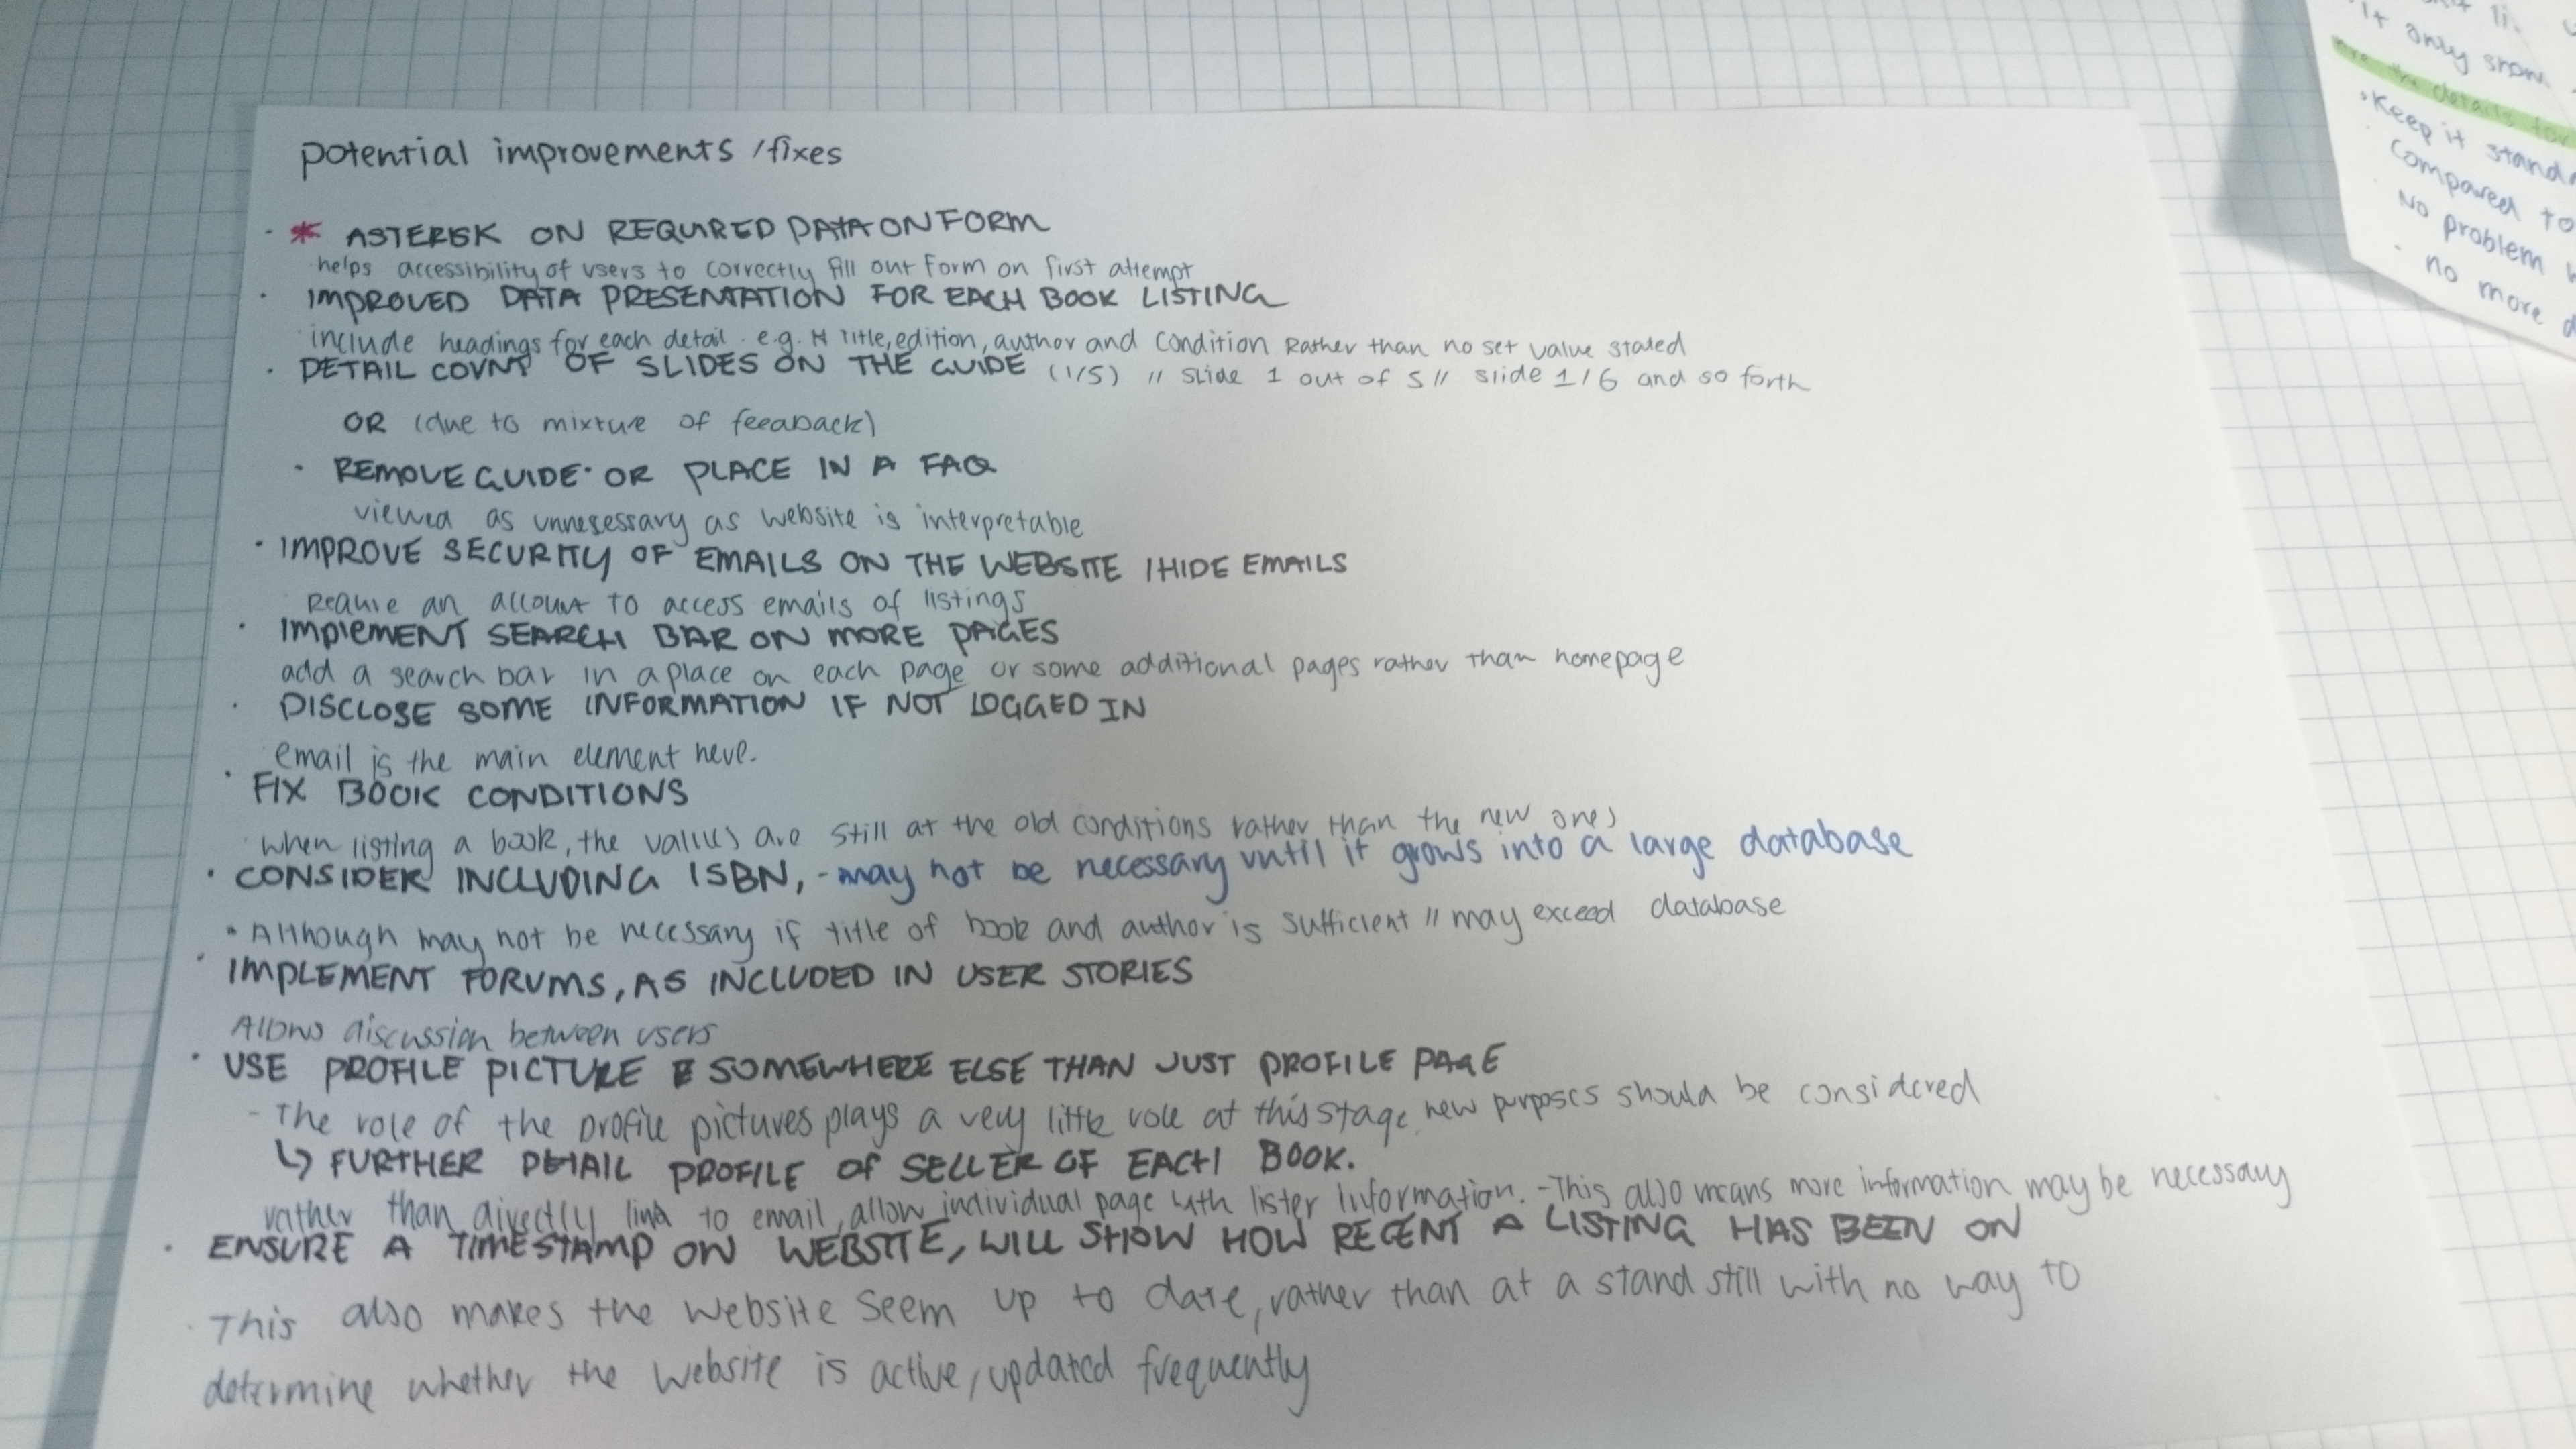 potential improvements /fixes
· * ASTERISK ON REQUIRED DATA ON FORM
· helps accessibility of users to correctly fill out form on first attempt
· IMPROVED DATA PRESENTATION FOR EACH BOOK LISTING
· include headings for each detail. e.g. Title, edition, author and condition Rather than no set value stated
· DETAIL COUNT OF SLIDES ON THE GUIDE (1/5) // slide 1 out of 5 // slide 1/6 and so forth
OR (due to mixture of feedback)
· REMOVE GUIDE· OR PLACE IN A FAQ
viewed as unnesessary as website is interpretable
· IMPROVE SECURITY OF EMAILS ON THE WEBSITE / HIDE EMAILS
Requie an account to access emails of listings
· ImplemENT SEARCH BAR ON MORE PAGES
add a search bar in a place on each page or some additional pages rather than homepage
· DISCLOSE SOME INFORMATION IF NOT LOGGED IN
email is the main element here.
· FIX BOOK CONDITIONS
· when listing a book, the values are still at the old conditions rather than the new ones
· CONSIDER INCLUDING ISBN, - may not be necessary until it grows into a large database
· Although may not be necessary if title of book and author is sufficient // may exceed database
· IMPLEMENT FORUMS, AS INCLUDED IN USER STORIES
Allows discussion between users
· USE PROFILE PICTURE SOMEWHERE ELSE THAN JUST PROFILE PAGE
- The role of the profile pictures plays a very little role at this stage, new purposes should be considered
↳ FURTHER DETAIL PROFILE OF SELLER OF EACH BOOK.
rather than directly link to email, allow individual page with lister information. - This also means more information may be necessary
· ENSURE A TIMESTAMP ON WEBSITE, WILL SHOW HOW RECENT A LISTING HAS BEEN ON
· This also makes the website seem up to date, rather than at a stand still with no way to
determine whether the website is active, updated frequently
It only show
the details for
· Keep it stand
Compared to
No problem
· no more